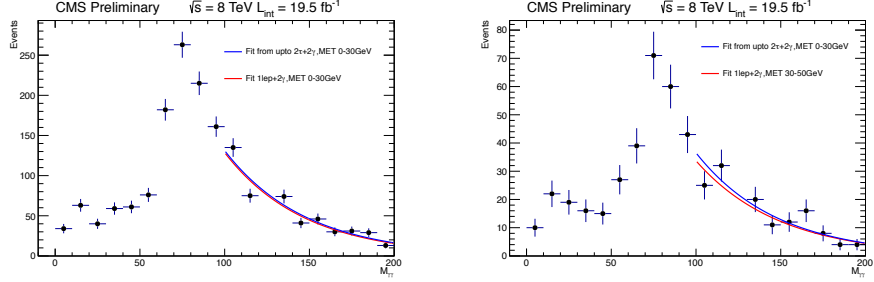 CMS Preliminary √s = 8 TeV L_int = 19.5 fb⁻¹
Events
Fit from upto 2τ+2γ,MET 0-30GeV
Fit 1lep+2γ,MET 0-30GeV
250
200
150
100
50
0
0 50 100 150 200
M_γγ
CMS Preliminary √s = 8 TeV L_int = 19.5 fb⁻¹
Events
Fit from upto 2τ+2γ,MET 0-30GeV
Fit 1lep+2γ,MET 30-50GeV
80
70
60
50
40
30
20
10
0
0 50 100 150 200
M_γγ